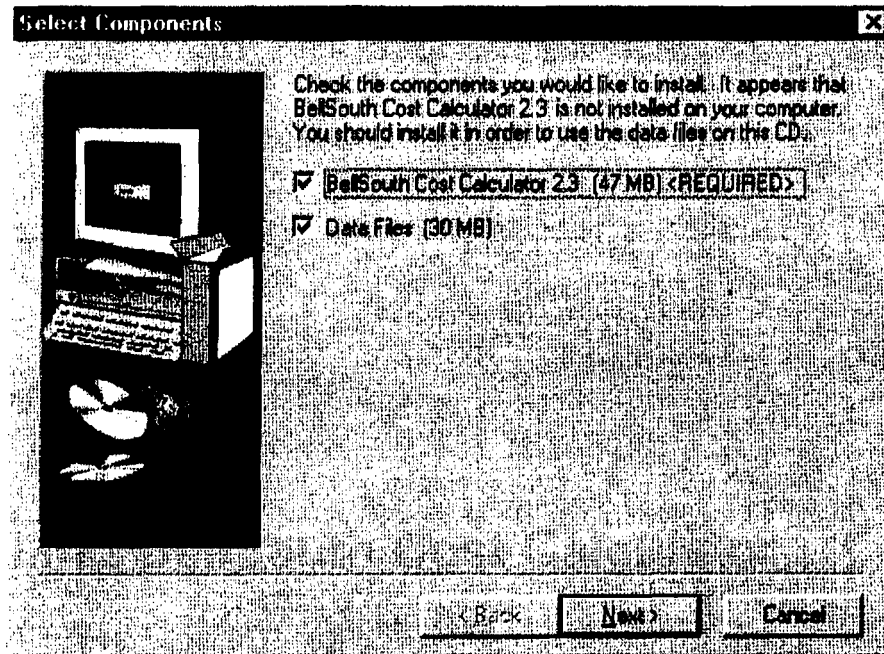 Select Components
Check the components you would like to install. It appears that
BellSouth Cost Calculator 2.3 is not installed on your computer.
You should install it in order to use the data files on this CD.
BellSouth Cost Calculator 2.3 (47 MB) <REQUIRED>
Data Files (30 MB)
< Back Next > Cancel